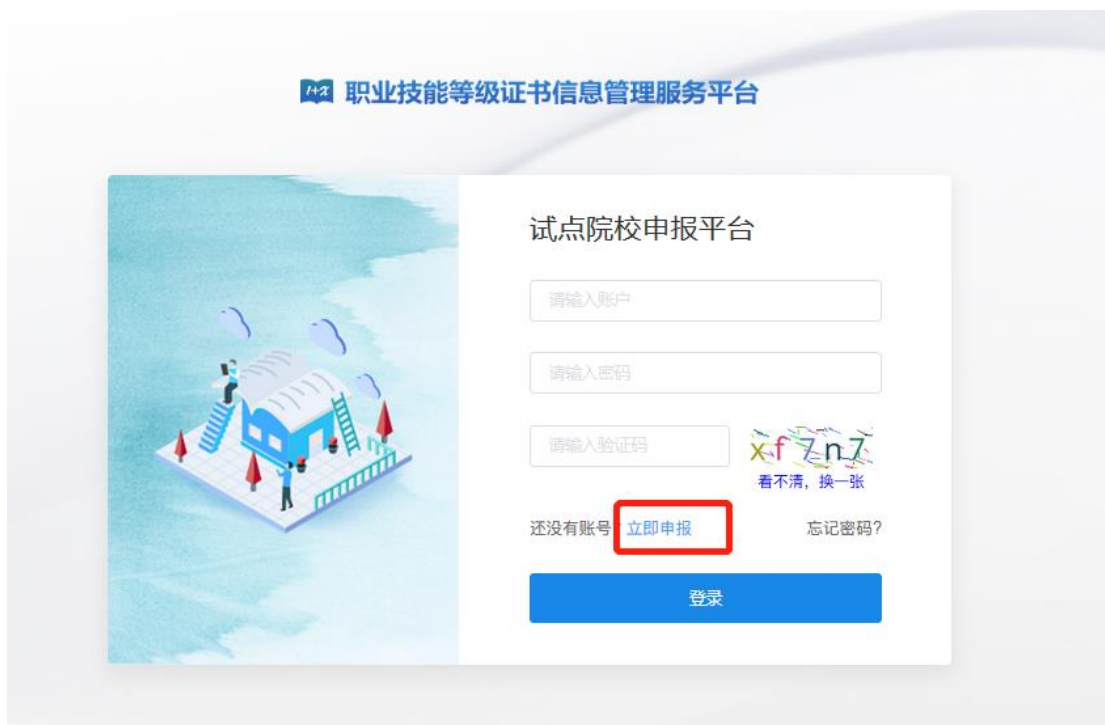 1+X 职业技能等级证书信息管理服务平台
试点院校申报平台
请输入账户
请输入密码
请输入验证码
xf7n7
看不清，换一张
还没有账号 立即申报 忘记密码?
登录